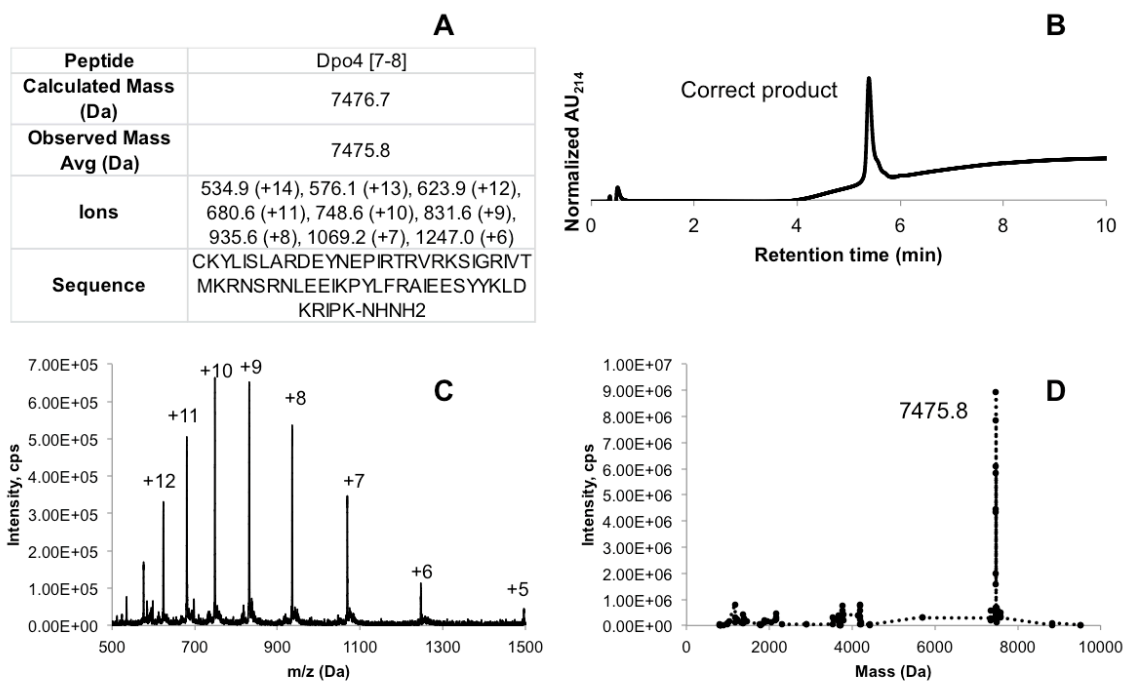 A
Peptide
Dpo4 [7-8]
Calculated Mass
(Da)
7476.7
Observed Mass
Avg (Da)
7475.8
Ions
534.9 (+14), 576.1 (+13), 623.9 (+12),
680.6 (+11), 748.6 (+10), 831.6 (+9),
935.6 (+8), 1069.2 (+7), 1247.0 (+6)
Sequence
CKYLISLARDEYNEPIRTRVRKSIGRIVT
MKRNSRNLEEIKPYLFRAIEESYYKLD
KRIPK-NHNH2
B
Correct product
Normalized AU214
0
2
4
6
8
10
Retention time (min)
C
7.00E+05
6.00E+05
5.00E+05
4.00E+05
3.00E+05
2.00E+05
1.00E+05
0.00E+00
Intensity, cps
+12
+11
+10
+9
+8
+7
+6
+5
500
700
900
1100
1300
1500
m/z (Da)
D
1.00E+07
9.00E+06
8.00E+06
7.00E+06
6.00E+06
5.00E+06
4.00E+06
3.00E+06
2.00E+06
1.00E+06
0.00E+00
Intensity, cps
7475.8
0
2000
4000
6000
8000
10000
Mass (Da)